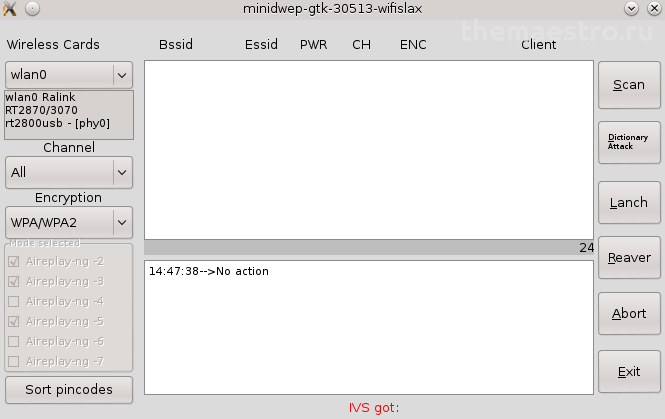 minidwep-gtk-30513-wifislax
themaestro.ru
Wireless Cards Bssid Essid PWR CH ENC Client
wlan0
wlan0 Ralink
RT2870/3070
rt2800usb - [phy0]
Channel
All
Encryption
WPA/WPA2
Mode selected
Aireplay-ng -2
Aireplay-ng -3
Aireplay-ng -4
Aireplay-ng -5
Aireplay-ng -6
Aireplay-ng -7
Sort pincodes
24
14:47:38-->No action
IVS got:
Scan
Dictionary
Attack
Lanch
Reaver
Abort
Exit